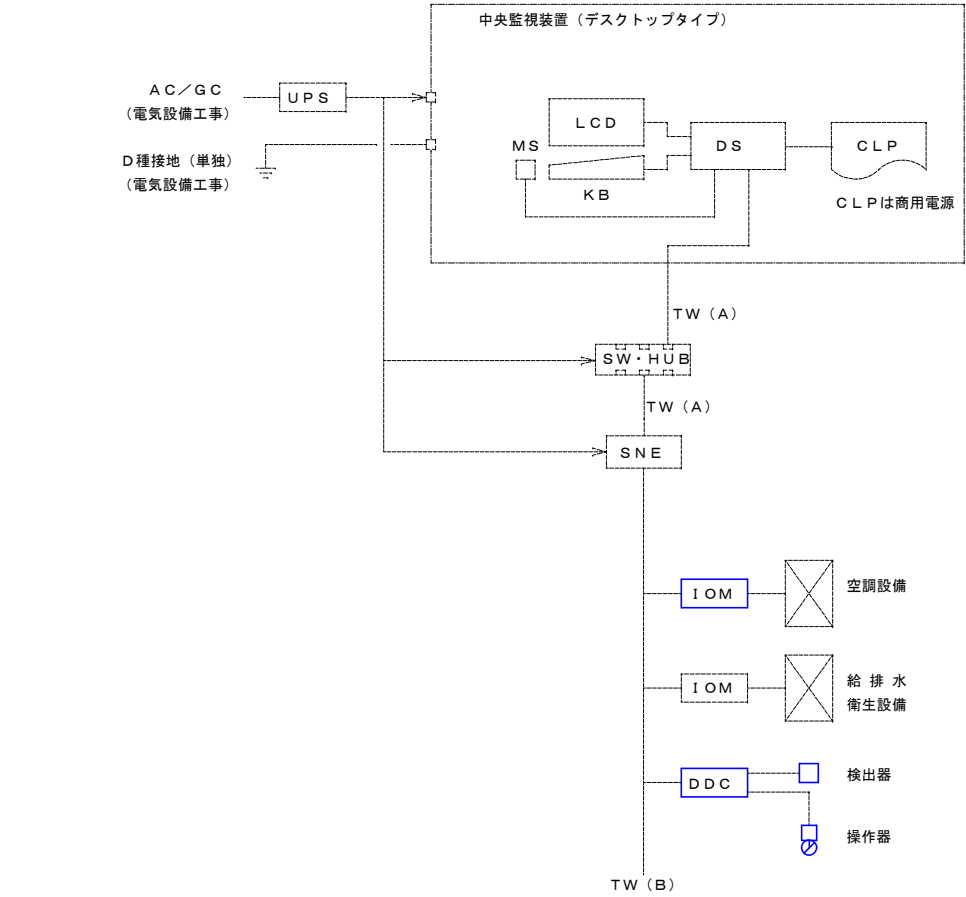 中央監視装置（デスクトップタイプ）
ＡＣ／ＧＣ
（電気設備工事）
ＵＰＳ
Ｄ種接地（単独）
（電気設備工事）
ＬＣＤ
ＭＳ
ＫＢ
ＤＳ
ＣＬＰ
ＣＬＰは商用電源
ＴＷ（Ａ）
ＳＷ・ＨＵＢ
ＴＷ（Ａ）
ＳＮＥ
ＩＯＭ
空調設備
ＩＯＭ
給 排 水
衛生設備
ＤＤＣ
検出器
操作器
ＴＷ（Ｂ）